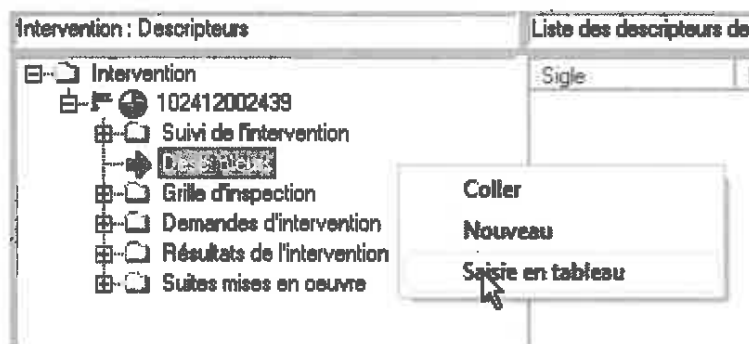 Intervention : Descripteurs
Liste des descripteurs de
Sigle
Intervention
102412002439
Suivi de l'intervention
Descripteurs
Grille d'inspection
Demandes d'intervention
Résultats de l'intervention
Suites mises en oeuvre
Coller
Nouveau
Saisie en tableau